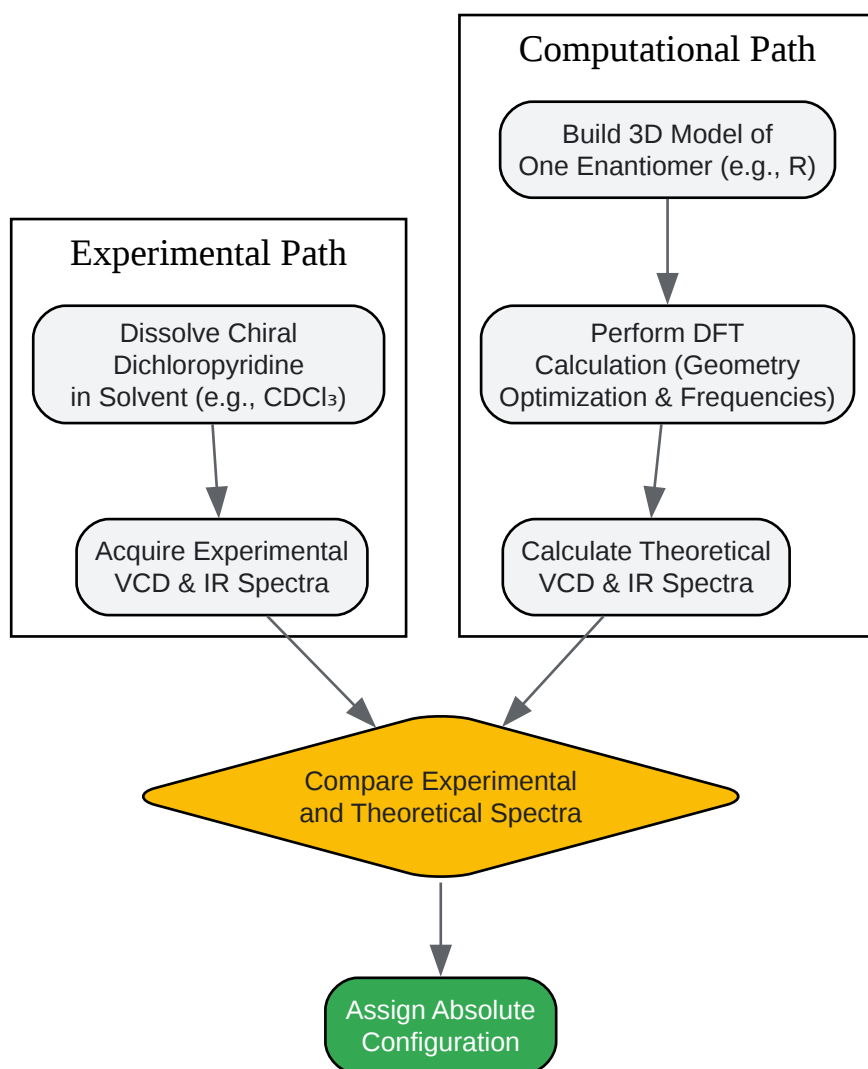 Computational Path
Build 3D Model of
One Enantiomer (e.g., R)
Experimental Path
Dissolve Chiral
Dichloropyridine
in Solvent (e.g., CDCl₃)
Perform DFT
Calculation (Geometry
Optimization & Frequencies)
Acquire Experimental
VCD & IR Spectra
Calculate Theoretical
VCD & IR Spectra
Compare Experimental
and Theoretical Spectra
Assign Absolute
Configuration